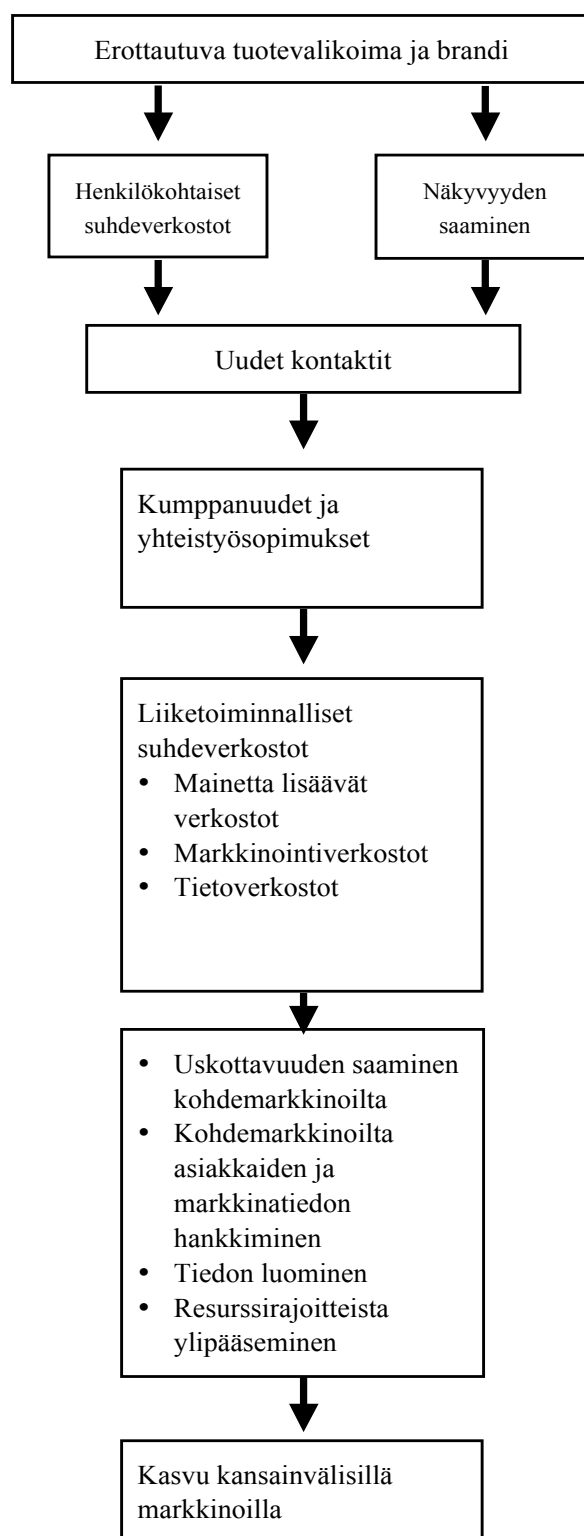 Erottautuva tuotevalikoima ja brandi
Henkilökohtaiset
suhdeverkostot
Näkyvyyden
saaminen
Uudet kontaktit
Kumppanuudet ja
yhteistyösopimukset
Liiketoiminnalliset
suhdeverkostot
• Mainetta lisäävät
verkostot
• Markkinointiverkostot
• Tietoverkostot
• Uskottavuuden saaminen
kohdemarkkinoilta
• Kohdemarkkinoilta
asiakkaiden ja
markkinatiedon
hankkiminen
• Tiedon luominen
• Resurssirajoitteista
ylipääseminen
Kasvu kansainvälisillä
markkinoilla